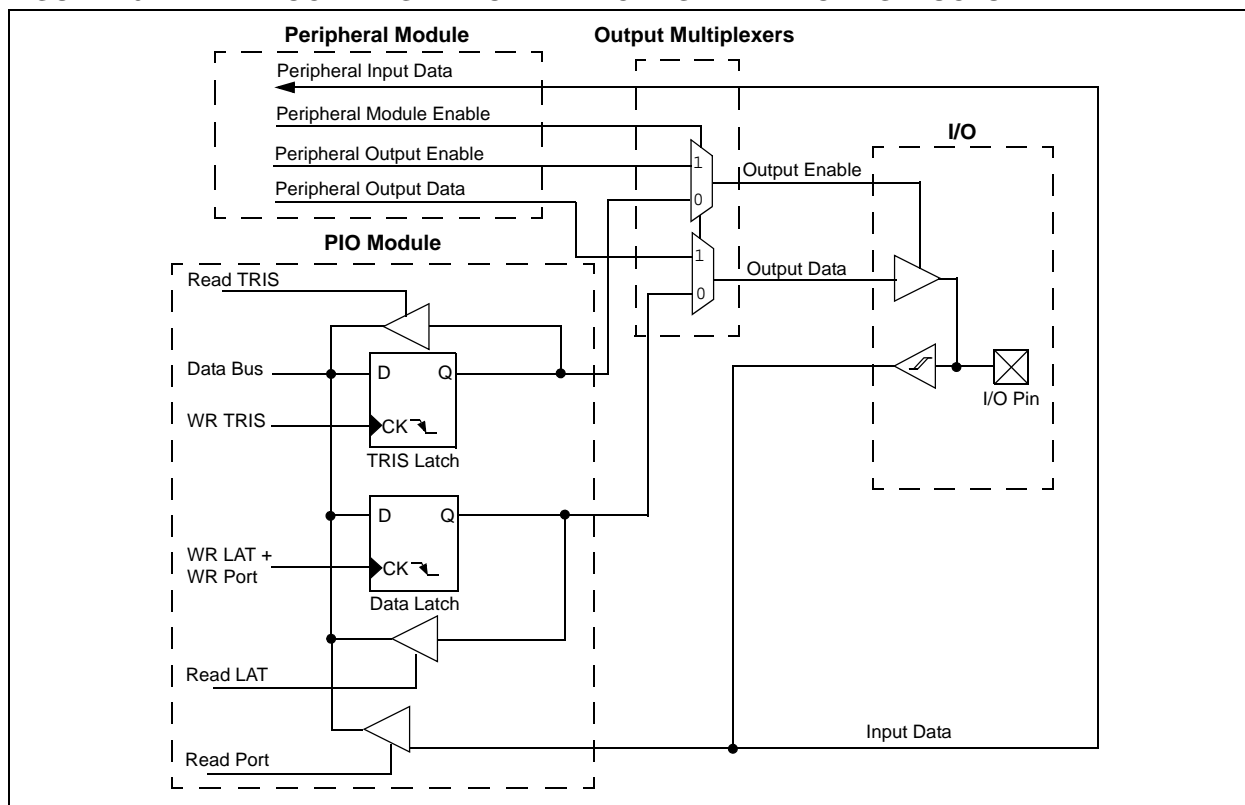 Peripheral Module
Output Multiplexers
Peripheral Input Data
Peripheral Module Enable
I/O
Peripheral Output Enable
1
Output Enable
Peripheral Output Data
0
PIO Module
1
Output Data
Read TRIS
0
Data Bus
D
Q
I/O Pin
WR TRIS
CK
TRIS Latch
D
Q
WR LAT +
WR Port
CK
Data Latch
Read LAT
Input Data
Read Port